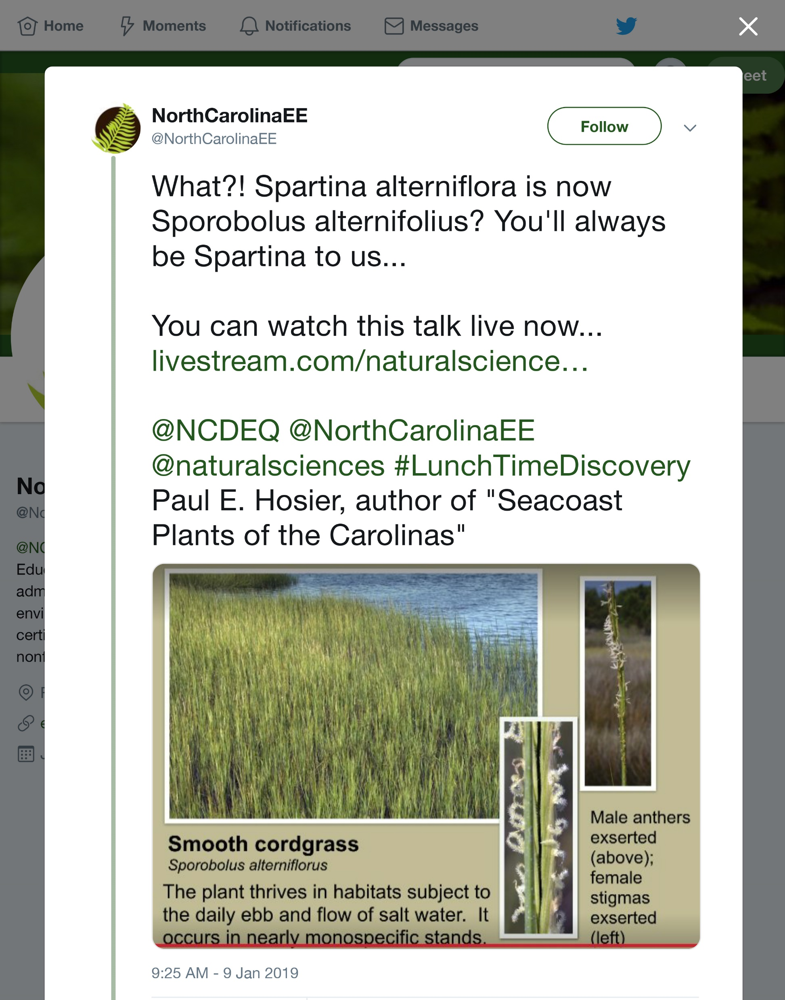 Home Moments Notifications Messages
eet
NorthCarolinaEE
@NorthCarolinaEE
Follow
What?! Spartina alterniflora is now
Sporobolus alternifolius? You'll always
be Spartina to us...
You can watch this talk live now...
livestream.com/naturalscience…
@NCDEQ @NorthCarolinaEE
@naturalsciences #LunchTimeDiscovery
Paul E. Hosier, author of "Seacoast
Plants of the Carolinas"
Smooth cordgrass
Sporobolus alterniflorus
The plant thrives in habitats subject to
the daily ebb and flow of salt water. It
occurs in nearly monospecific stands.
Male anthers
exserted
(above);
female
stigmas
exserted
(left)
9:25 AM - 9 Jan 2019
No
@No
@NC
Edu
adm
envi
certi